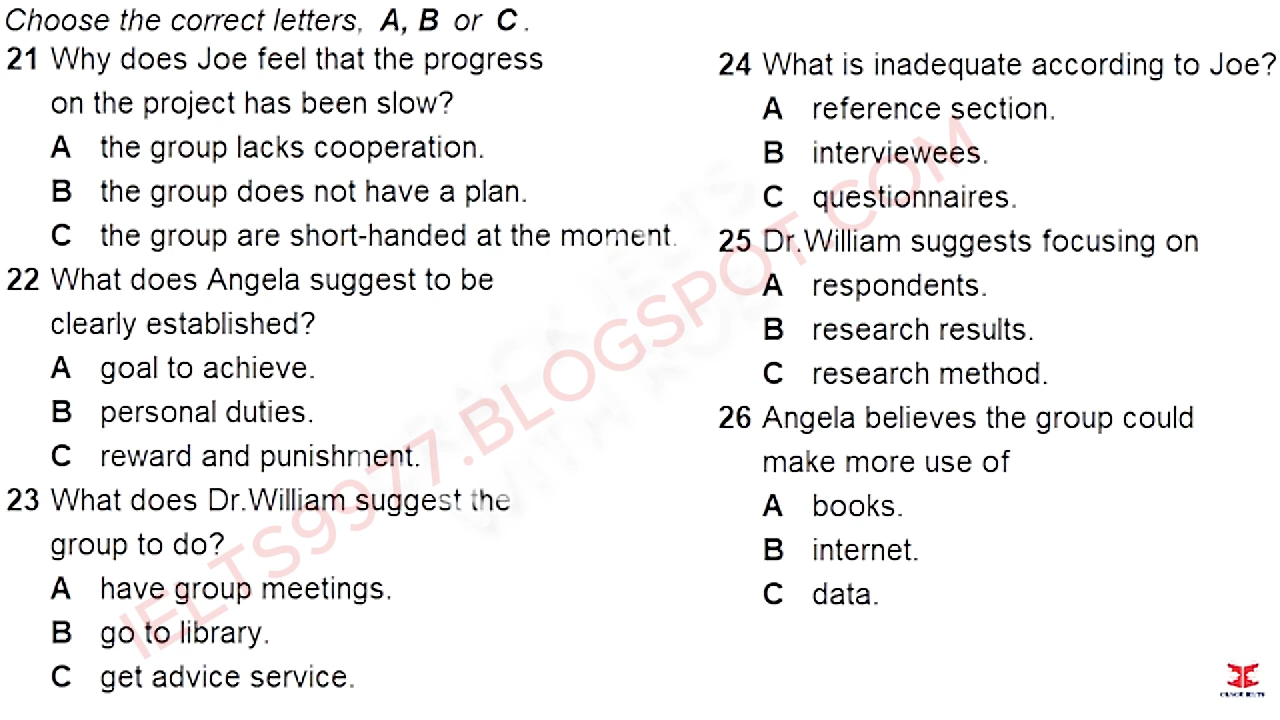 Choose the correct letters, A, B or C.
21 Why does Joe feel that the progress
on the project has been slow?
A the group lacks cooperation.
B the group does not have a plan.
C the group are short-handed at the moment.
22 What does Angela suggest to be
clearly established?
A goal to achieve.
B personal duties.
C reward and punishment.
23 What does Dr.William suggest the
group to do?
A have group meetings.
B go to library.
C get advice service.
24 What is inadequate according to Joe?
A reference section.
B interviewees.
C questionnaires.
25 Dr.William suggests focusing on
A respondents.
B research results.
C research method.
26 Angela believes the group could
make more use of
A books.
B internet.
C data.
IELTS9977.BLOGSPOT.COM